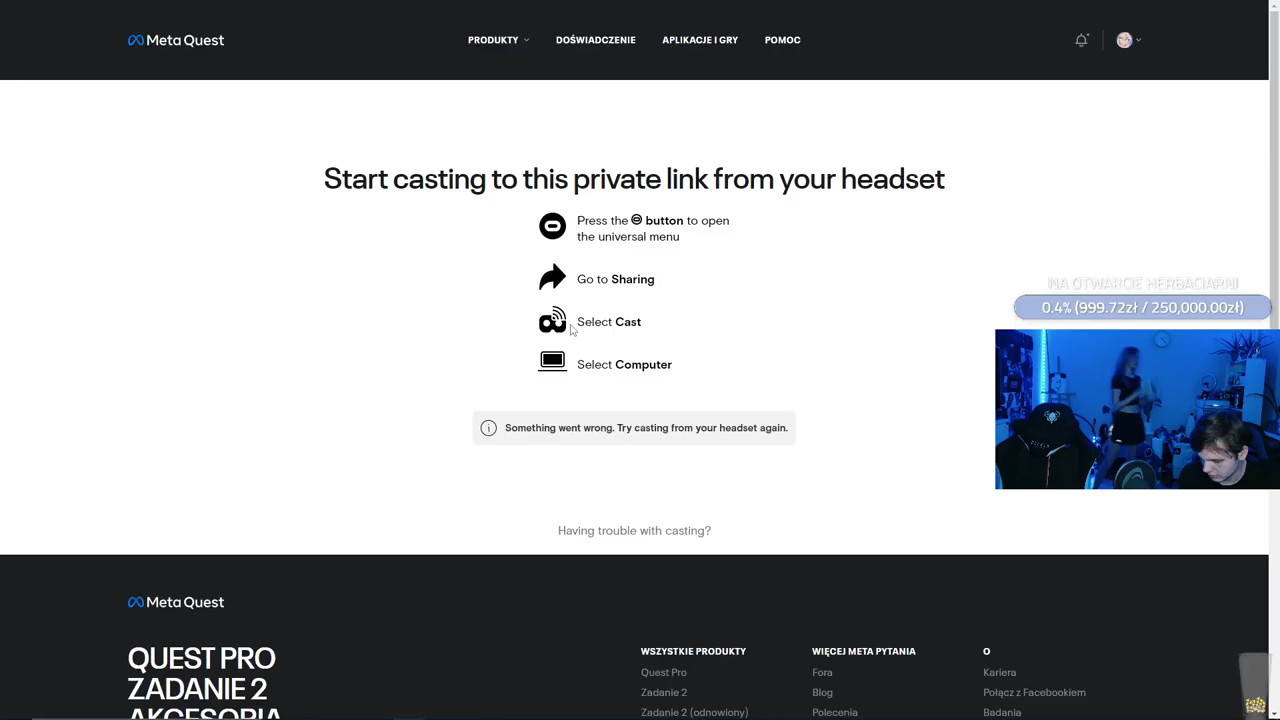 Meta Quest
PRODUKTY
DOŚWIADCZENIE
APLIKACJE I GRY
POMOC
Start casting to this private link from your headset
Press the button to open
the universal menu
Go to Sharing
Select Cast
Select Computer
Something went wrong. Try casting from your headset again.
Having trouble with casting?
NA OTWARCIE HERBACIARNI
0.4% (999.72zł / 250,000.00zł)
Meta Quest
QUEST PRO
ZADANIE 2
AKCESORIA
WSZYSTKIE PRODUKTY
Quest Pro
Zadanie 2
Zadanie 2 (odnowiony)
WIĘCEJ META PYTANIA
Fora
Blog
Polecenia
O
Kariera
Połącz z Facebookiem
Badania